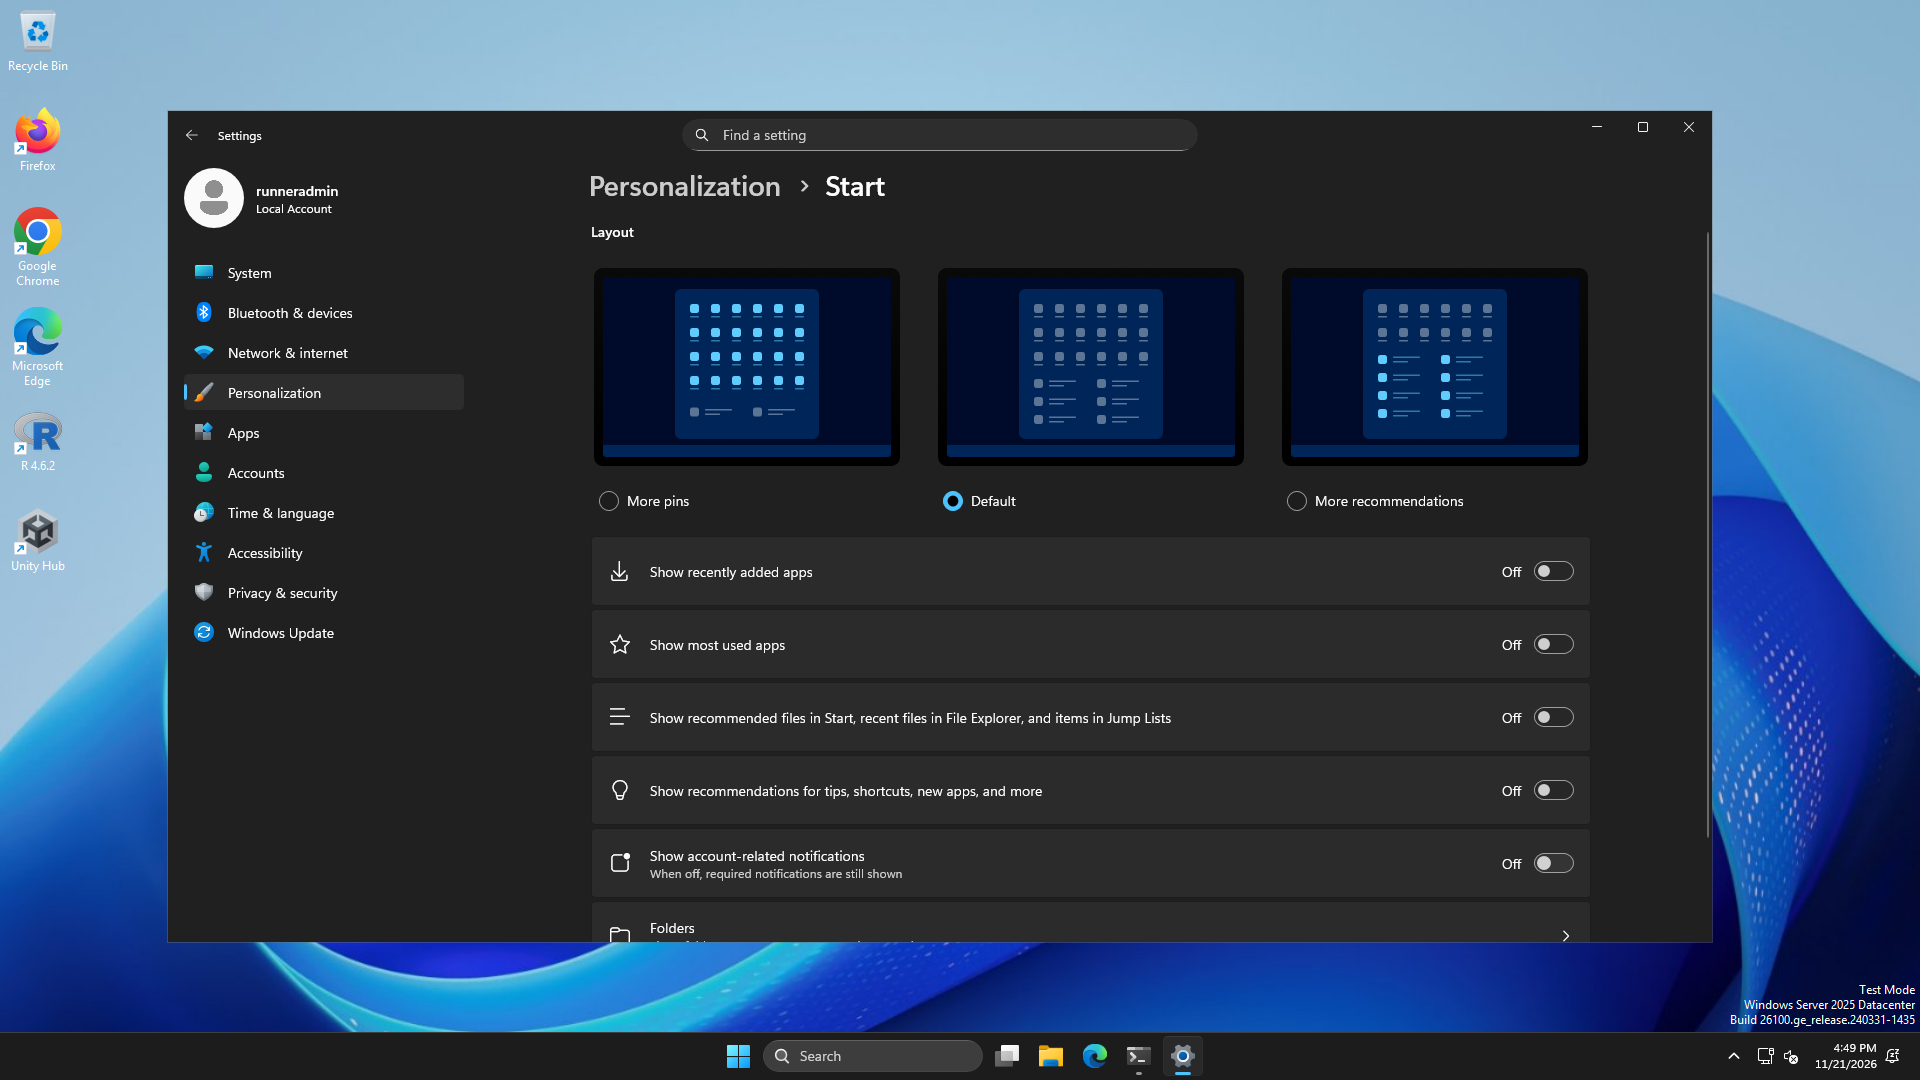 Recycle Bin
Firefox
Google
Chrome
Microsoft
Edge
R 4.6.2
Unity Hub
Settings
Find a setting
runneradmin
Local Account
System
Bluetooth & devices
Network & internet
Personalization
Apps
Accounts
Time & language
Accessibility
Privacy & security
Windows Update
Personalization > Start
Layout
More pins
Default
More recommendations
Show recently added apps Off
Show most used apps Off
Show recommended files in Start, recent files in File Explorer, and items in Jump Lists Off
Show recommendations for tips, shortcuts, new apps, and more Off
Show account-related notifications Off
When off, required notifications are still shown
Folders
Test Mode
Windows Server 2025 Datacenter
Build 26100.ge_release.240331-1435
Search
4:49 PM
11/21/2026